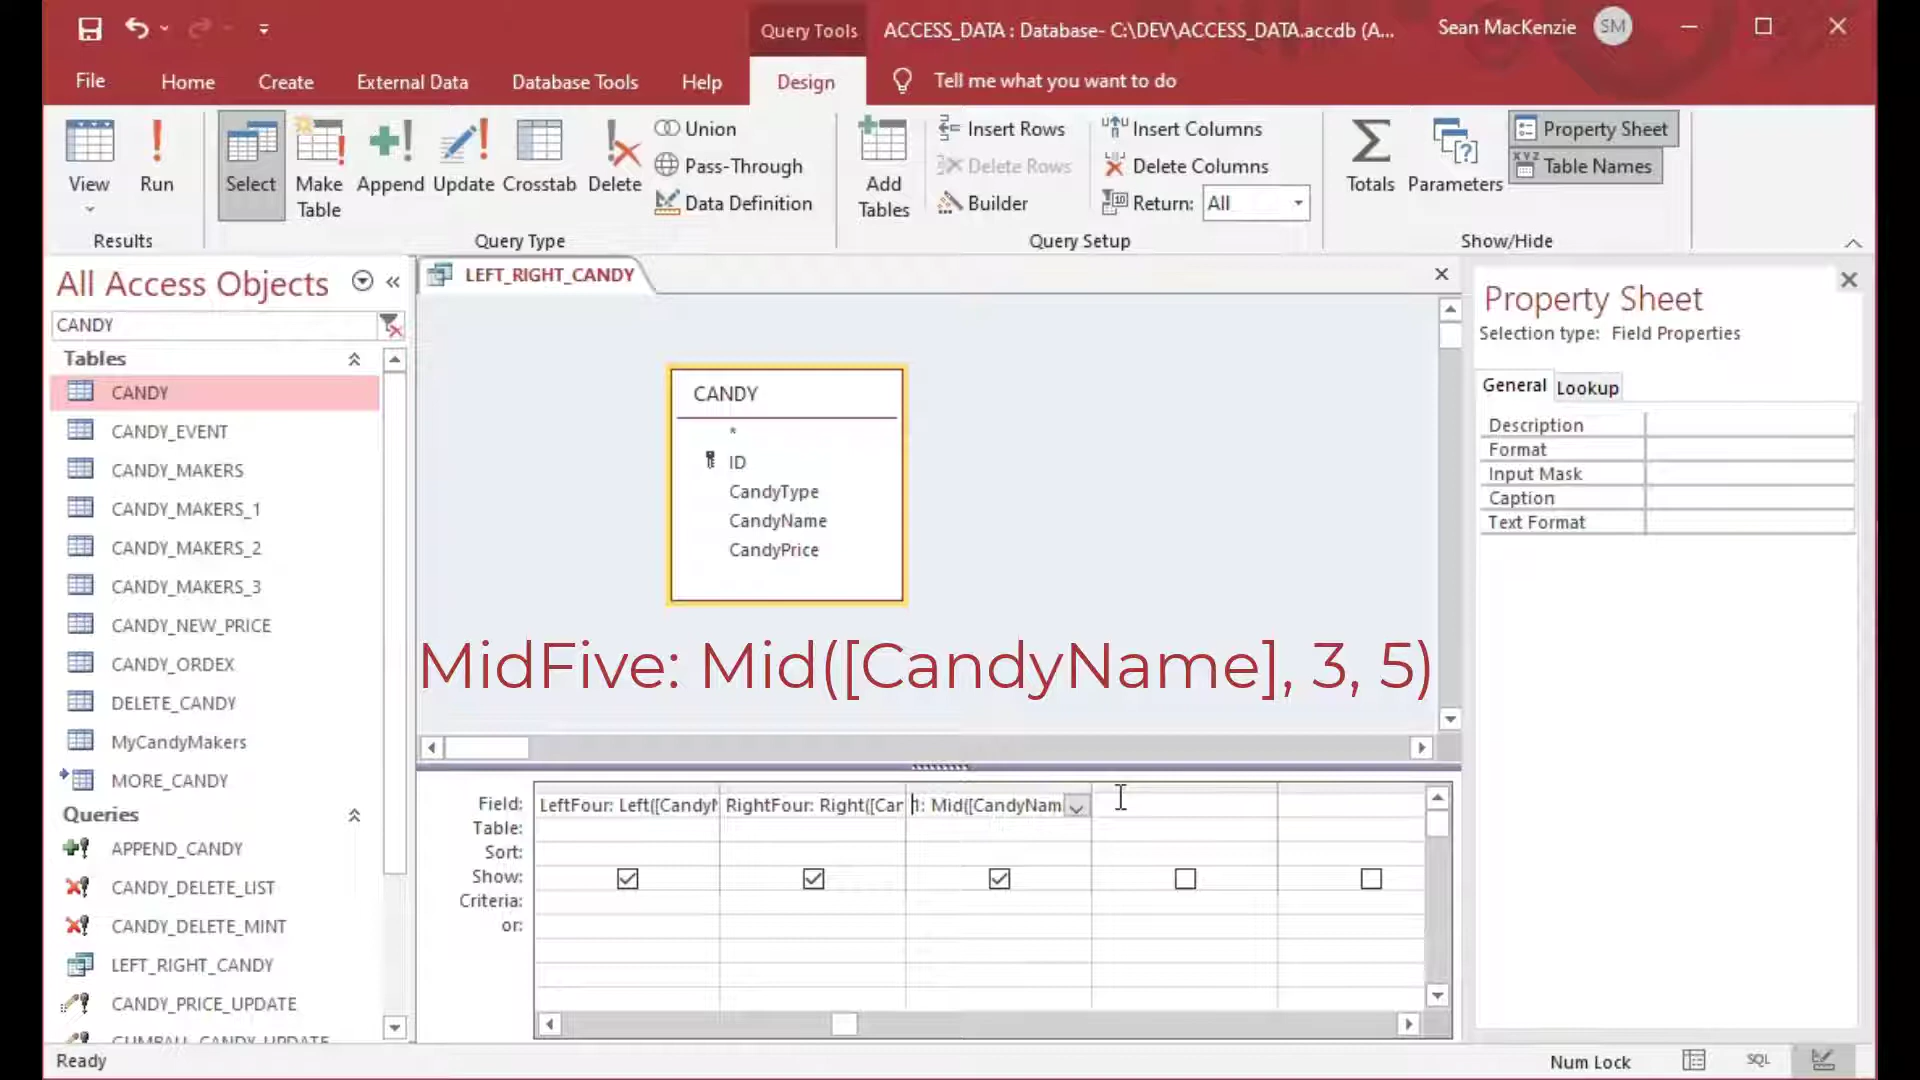 Query Tools
ACCESS_DATA : Database- C:\DEV\ACCESS_DATA.accdb (A...
Sean MacKenzie
SM
File
Home
Create
External Data
Database Tools
Help
Design
Tell me what you want to do
View
Run
Select
Make Table
Append
Update
Crosstab
Delete
Union
Pass-Through
Data Definition
Add Tables
Insert Rows
Delete Rows
Builder
Insert Columns
Delete Columns
Return: All
Totals
Parameters
Property Sheet
Table Names
Results
Query Type
Query Setup
Show/Hide
All Access Objects
CANDY
Tables
CANDY
CANDY_EVENT
CANDY_MAKERS
CANDY_MAKERS_1
CANDY_MAKERS_2
CANDY_MAKERS_3
CANDY_NEW_PRICE
CANDY_ORDEX
DELETE_CANDY
MyCandyMakers
MORE_CANDY
Queries
APPEND_CANDY
CANDY_DELETE_LIST
CANDY_DELETE_MINT
LEFT_RIGHT_CANDY
CANDY_PRICE_UPDATE
GUMBALL_CANDY_UPDATE
LEFT_RIGHT_CANDY
CANDY
*
ID
CandyType
CandyName
CandyPrice
MidFive: Mid([CandyName], 3, 5)
Field: LeftFour: Left([Candy RightFour: Right([Car 1: Mid([CandyNam
Table:
Sort:
Show:
Criteria:
or:
Property Sheet
Selection type: Field Properties
General
Lookup
Description
Format
Input Mask
Caption
Text Format
Ready
Num Lock
SQL